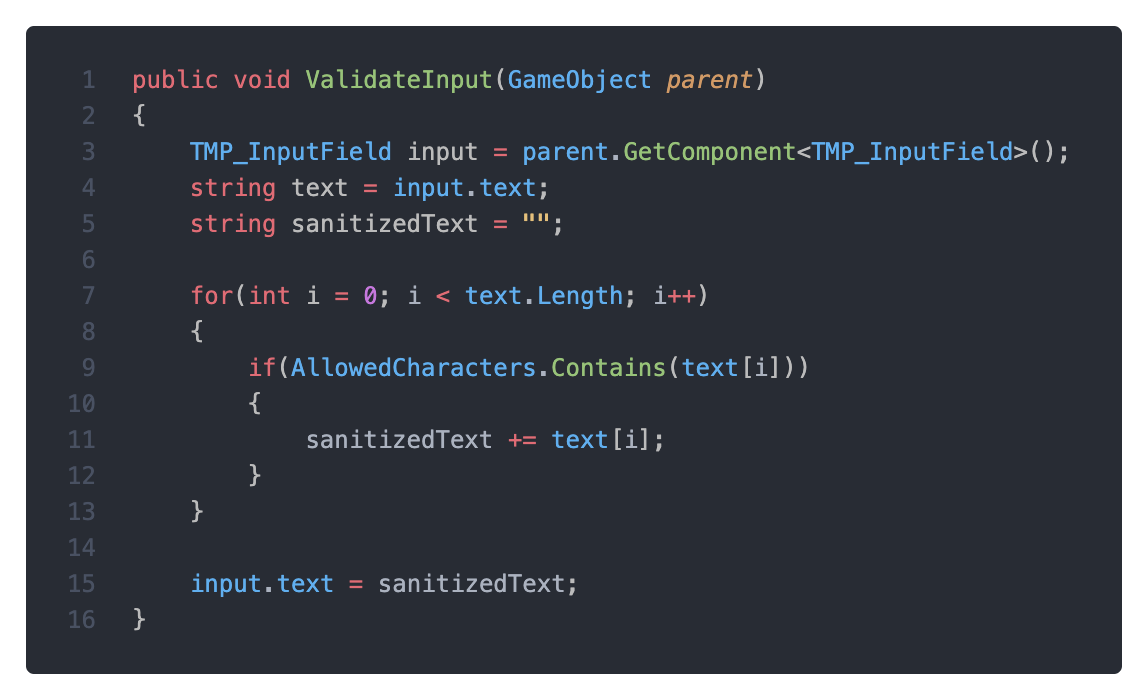 1 public void ValidateInput(GameObject parent)
2 {
3     TMP_InputField input = parent.GetComponent<TMP_InputField>();
4     string text = input.text;
5     string sanitizedText = "";
6
7     for(int i = 0; i < text.Length; i++)
8     {
9         if(AllowedCharacters.Contains(text[i]))
10         {
11             sanitizedText += text[i];
12         }
13     }
14
15     input.text = sanitizedText;
16 }